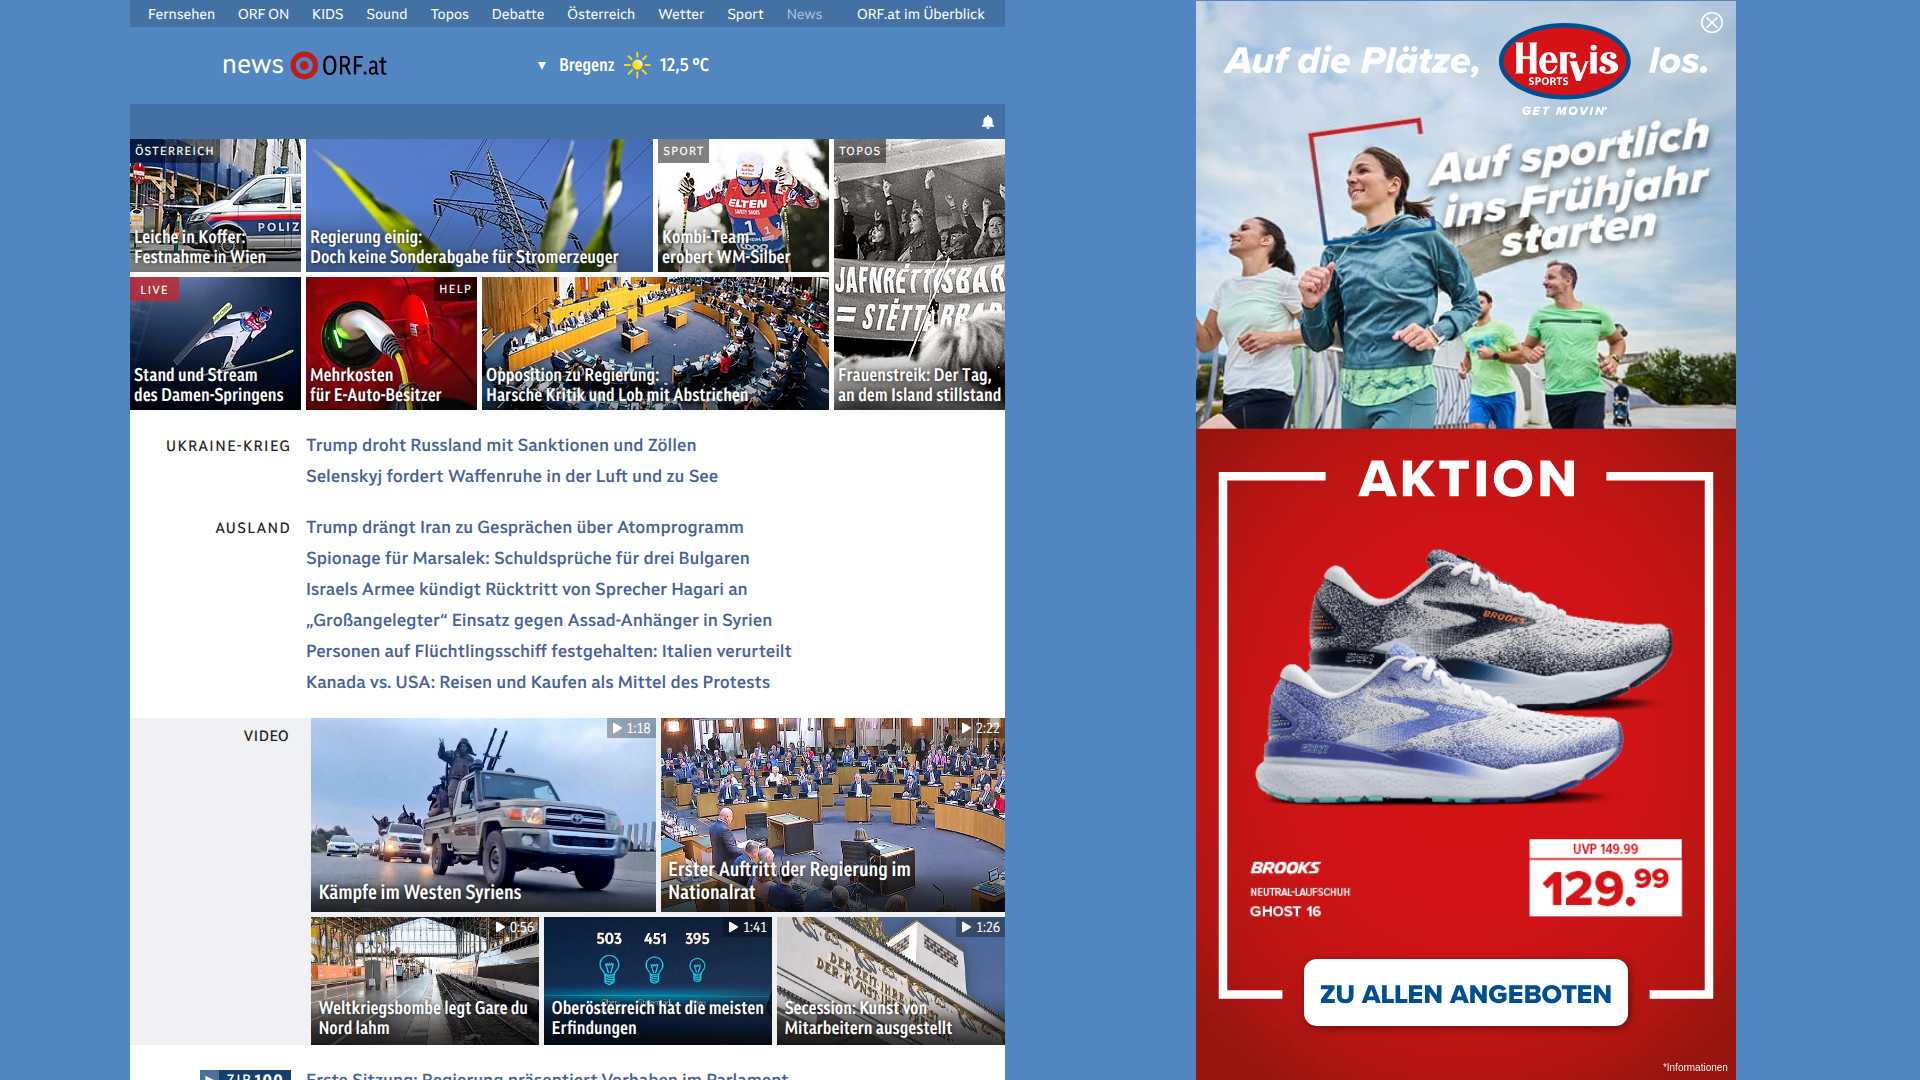 Fernsehen ORF ON KIDS Sound Topos Debatte Österreich Wetter Sport News ORF.at im Überblick
news ORF.at
Bregenz 12,5 °C
ÖSTERREICH
POLIZ
Leiche in Koffer:
Festnahme in Wien
Regierung einig:
Doch keine Sonderabgabe für Stromerzeuger
SPORT
ELTEN
Kombi-Team
erobert WM-Silber
TOPOS
JAFNRÉTTISBAR
= STÉTTABAR
Frauenstreik: Der Tag,
an dem Island stillstand
LIVE
Stand und Stream
des Damen-Springens
HELP
Mehrkosten
für E-Auto-Besitzer
Opposition zu Regierung:
Harsche Kritik und Lob mit Abstrichen
UKRAINE-KRIEG
Trump droht Russland mit Sanktionen und Zöllen
Selenskyj fordert Waffenruhe in der Luft und zu See
AUSLAND
Trump drängt Iran zu Gesprächen über Atomprogramm
Spionage für Marsalek: Schuldsprüche für drei Bulgaren
Israels Armee kündigt Rücktritt von Sprecher Hagari an
„Großangelegter“ Einsatz gegen Assad-Anhänger in Syrien
Personen auf Flüchtlingsschiff festgehalten: Italien verurteilt
Kanada vs. USA: Reisen und Kaufen als Mittel des Protests
VIDEO
1:18
Kämpfe im Westen Syriens
2:22
Erster Auftritt der Regierung im
Nationalrat
0:56
Weltkriegsbombe legt Gare du
Nord lahm
1:41
503 451 395
Oberösterreich hat die meisten
Erfindungen
1:26
DER ZEIT IHRE
DER KUNST
Secession: Kunst von
Mitarbeitern ausgestellt
ZIB 100
Erste Sitzung: Regierung präsentiert Vorhaben im Parlament
Auf die Plätze, Hervis SPORTS los.
GET MOVIN'
Auf sportlich
ins Frühjahr
starten
AKTION
BROOKS
BROOKS
UVP 149.99
129.99
BROOKS
NEUTRAL-LAUFSCHUH
GHOST 16
ZU ALLEN ANGEBOTEN
*Informationen